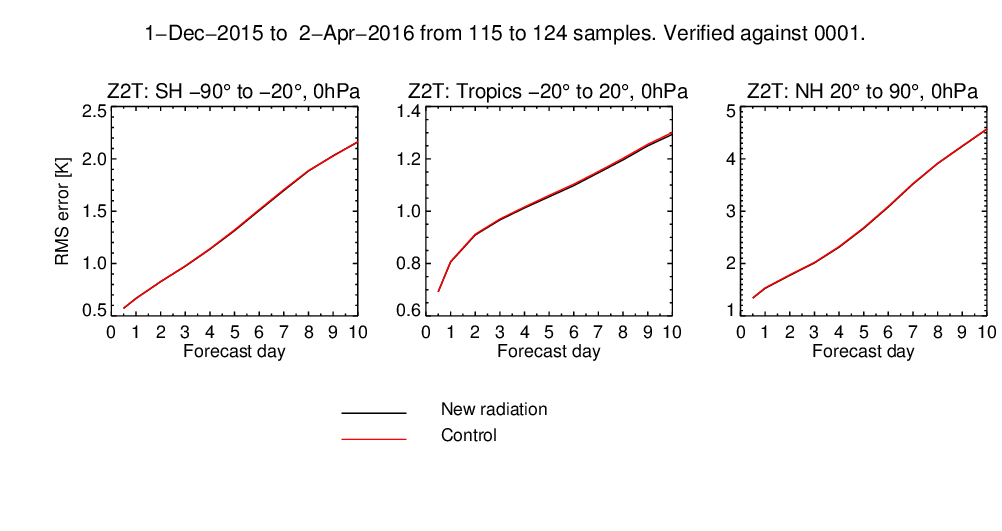 1−Dec−2015 to  2−Apr−2016 from 115 to 124 samples. Verified against 0001.
Z2T: SH −90° to −20°, 0hPa
RMS error [K]
2.5
2.0
1.5
1.0
0.5
0 1 2 3 4 5 6 7 8 9 10
Forecast day
Z2T: Tropics −20° to 20°, 0hPa
1.4
1.2
1.0
0.8
0.6
0 1 2 3 4 5 6 7 8 9 10
Forecast day
Z2T: NH 20° to 90°, 0hPa
5
4
3
2
1
0 1 2 3 4 5 6 7 8 9 10
Forecast day
New radiation
Control